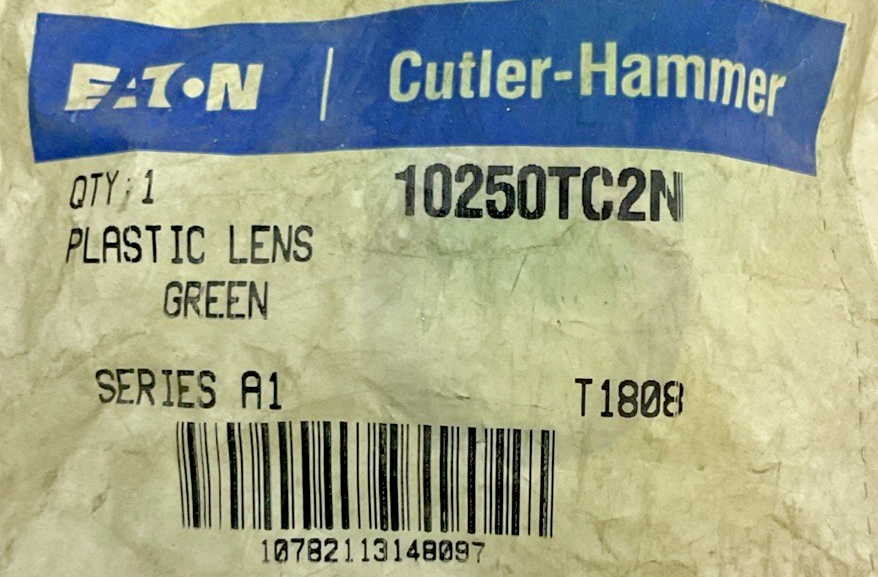 EATON | Cutler-Hammer
QTY: 1 10250TC2N
PLASTIC LENS
GREEN
SERIES A1 T1808
10782113148097